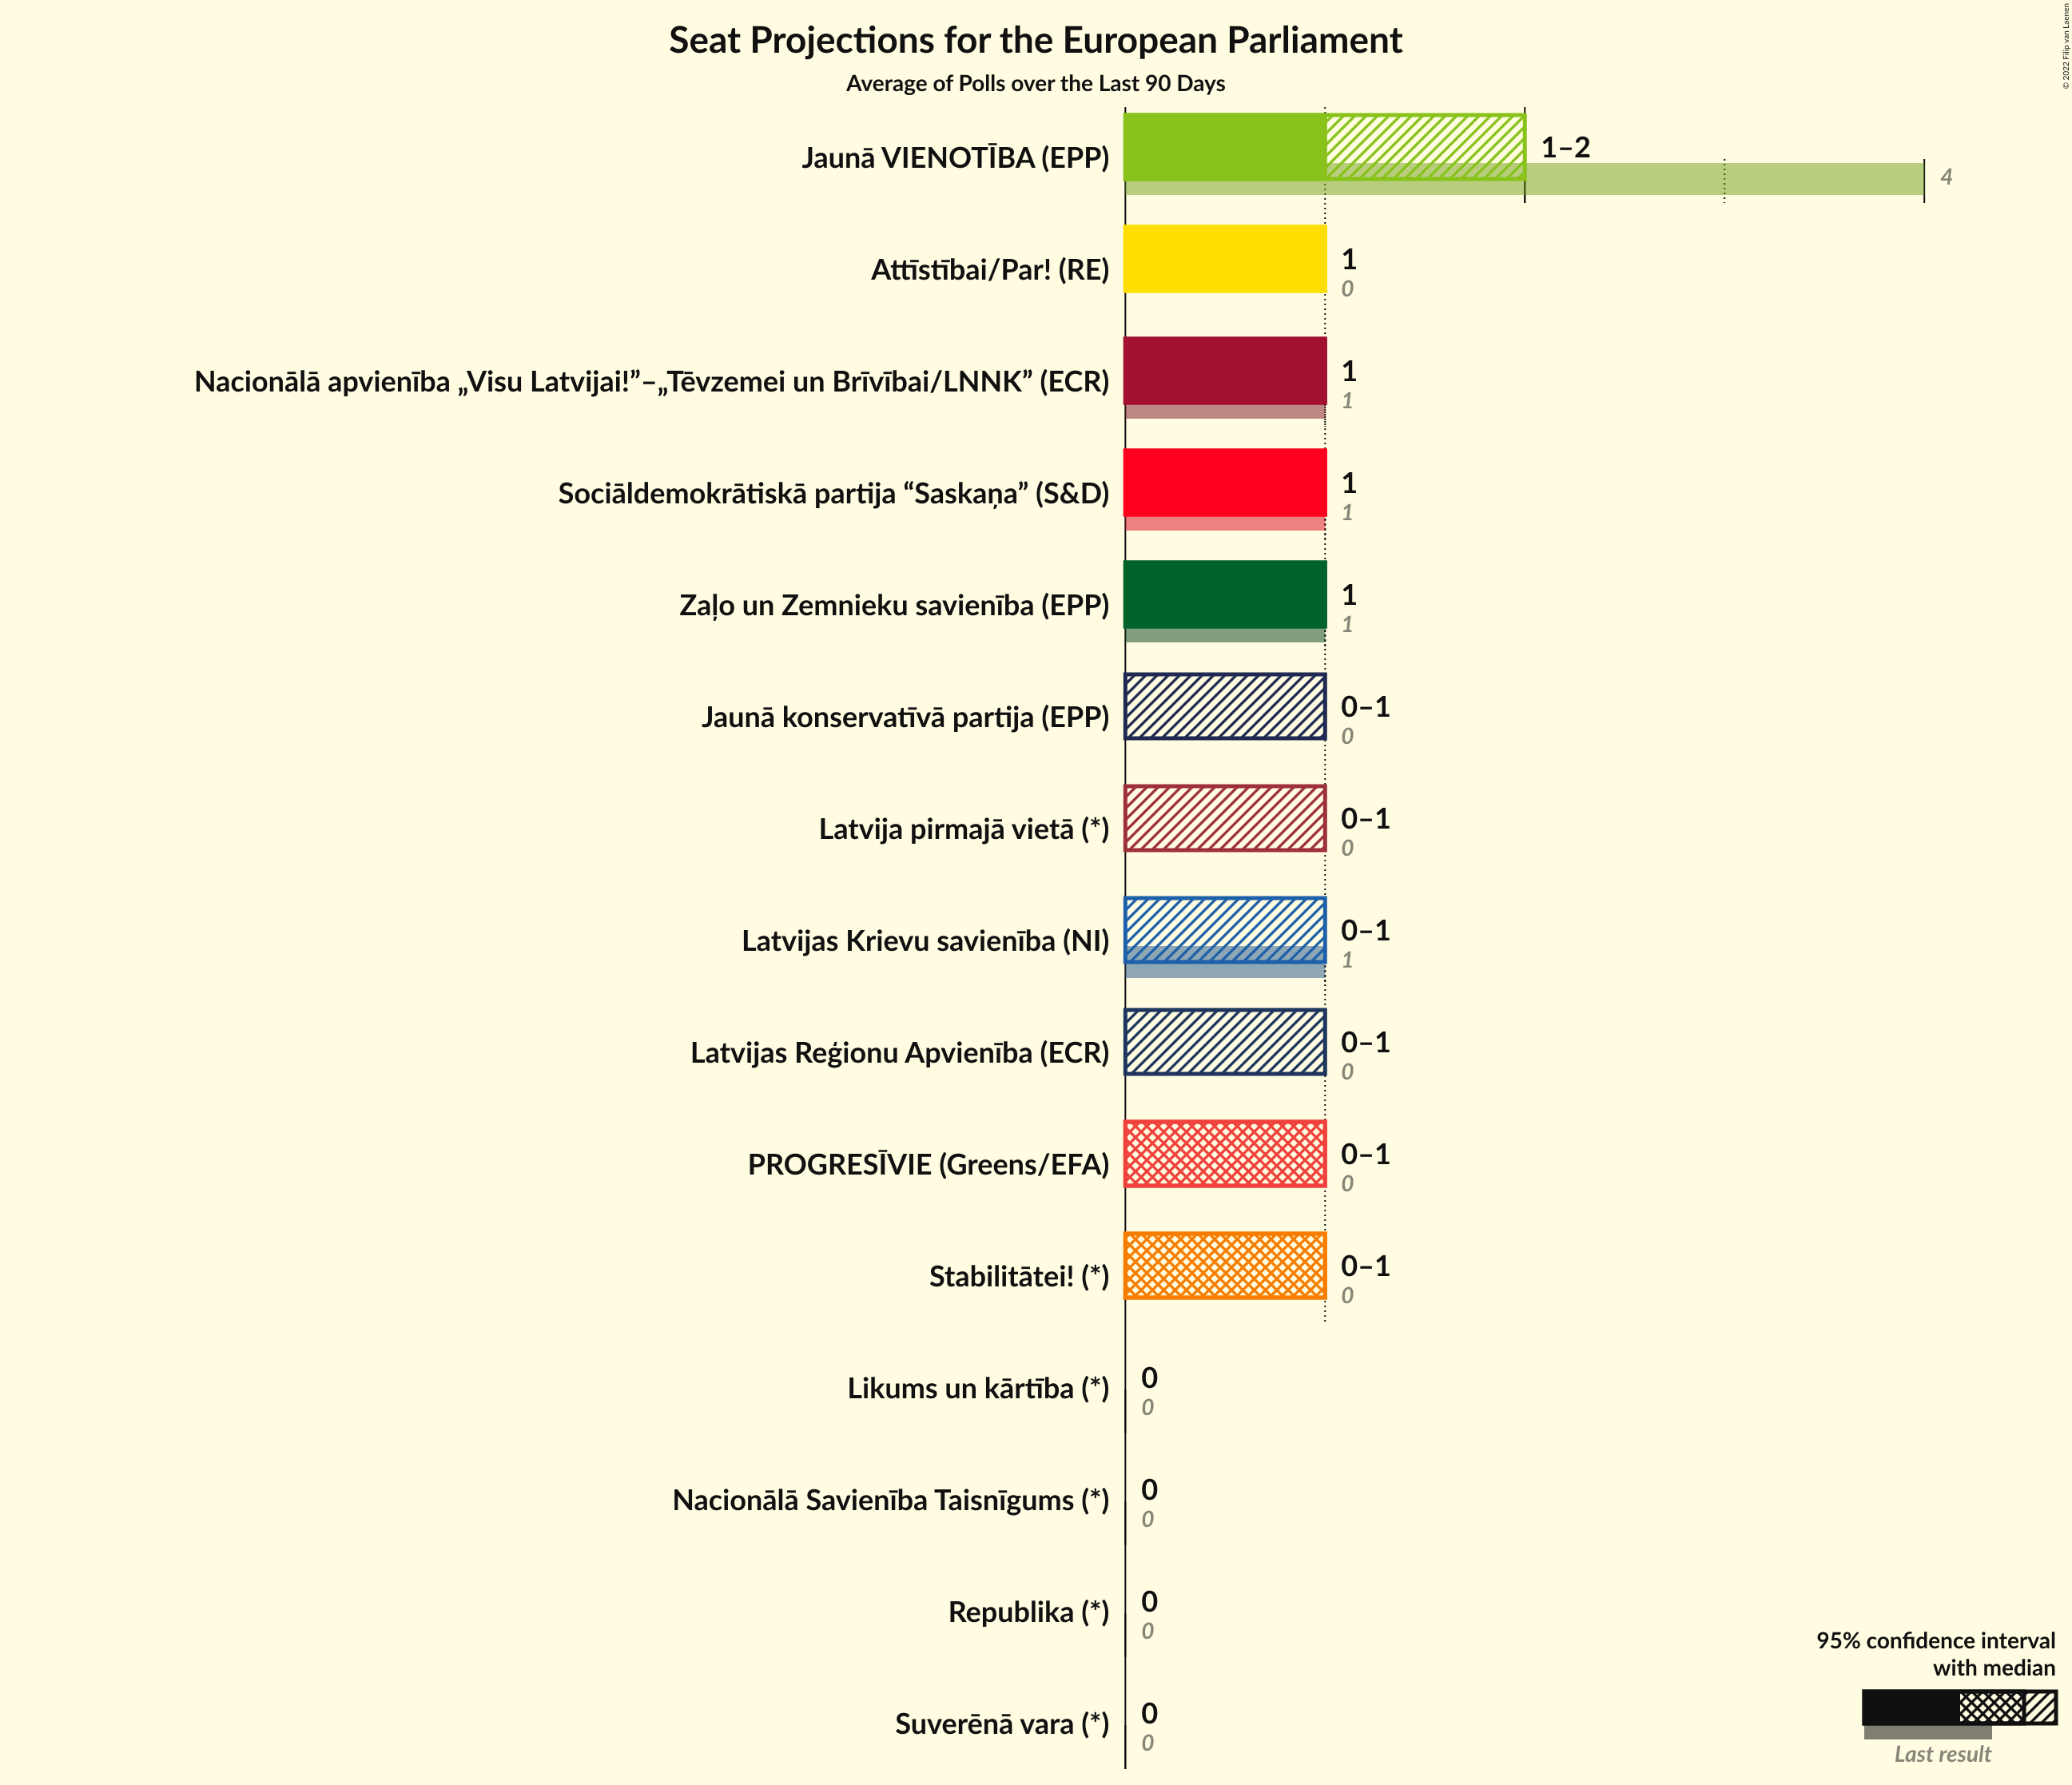 Seat Projections for the European Parliament
Average of Polls over the Last 90 Days
© 2022 Filip van Laenen
Jaunā VIENOTĪBA (EPP)
1–2
4
Attīstībai/Par! (RE)
1
0
Nacionālā apvienība „Visu Latvijai!”–„Tēvzemei un Brīvībai/LNNK” (ECR)
1
1
Sociāldemokrātiskā partija “Saskaņa” (S&D)
1
1
Zaļo un Zemnieku savienība (EPP)
1
1
Jaunā konservatīvā partija (EPP)
0–1
0
Latvija pirmajā vietā (*)
0–1
0
Latvijas Krievu savienība (NI)
0–1
1
Latvijas Reģionu Apvienība (ECR)
0–1
0
PROGRESĪVIE (Greens/EFA)
0–1
0
Stabilitātei! (*)
0–1
0
Likums un kārtība (*)
0
0
Nacionālā Savienība Taisnīgums (*)
0
0
Republika (*)
0
0
Suverēnā vara (*)
0
0
95% confidence interval
with median
Last result